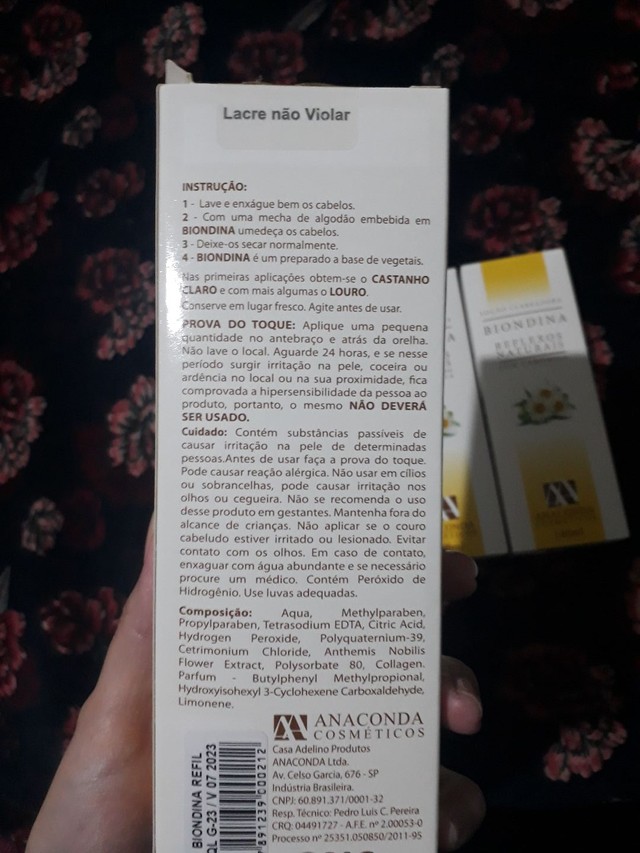 Lacre não Violar
INSTRUÇÃO:
1 - Lave e enxágue bem os cabelos.
2 - Com uma mecha de algodão embebida em
BIONDINA umedeça os cabelos.
3 - Deixe-os secar normalmente.
4 - BIONDINA é um preparado a base de vegetais.
Nas primeiras aplicações obtem-se o CASTANHO
CLARO e com mais algumas o LOURO.
Conserve em lugar fresco. Agite antes de usar.
PROVA DO TOQUE: Aplique uma pequena
quantidade no antebraço e atrás da orelha.
Não lave o local. Aguarde 24 horas, e se nesse
período surgir irritação na pele, coceira ou
ardência no local ou na sua proximidade, fica
comprovada a hipersensibilidade da pessoa ao
produto, portanto, o mesmo NÃO DEVERÁ
SER USADO.
Cuidado: Contém substâncias passíveis de
causar irritação na pele de determinadas
pessoas.Antes de usar faça a prova do toque.
Pode causar reação alérgica. Não usar em cílios
ou sobrancelhas, pode causar irritação nos
olhos ou cegueira. Não se recomenda o uso
desse produto em gestantes. Mantenha fora do
alcance de crianças. Não aplicar se o couro
cabeludo estiver irritado ou lesionado. Evitar
contato com os olhos. Em caso de contato,
enxaguar com água abundante e se necessário
procure um médico. Contém Peróxido de
Hidrogênio. Use luvas adequadas.
Composição: Aqua, Methylparaben,
Propylparaben, Tetrasodium EDTA, Citric Acid,
Hydrogen Peroxide, Polyquaternium-39,
Cetrimonium Chloride, Anthemis Nobilis
Flower Extract, Polysorbate 80, Collagen.
Parfum - Butylphenyl Methylpropional,
Hydroxyisohexyl 3-Cyclohexene Carboxaldehyde,
Limonene.
ANACONDA
COSMÉTICOS
Casa Adelino Produtos
ANACONDA Ltda.
Av. Celso Garcia, 676 - SP
Indústria Brasileira.
CNPJ: 60.891.371/0001-32
Resp. Técnico: Pedro Luis C. Pereira
CRQ: 04491727 - A.F.E. nº 2.00053-0
Processo nº 25351.050850/2011-95
BIONDINA REFIL
QL G-23 / V 07 2023
891239 000212
BIONDINA
REFLEXOS
NATURAIS